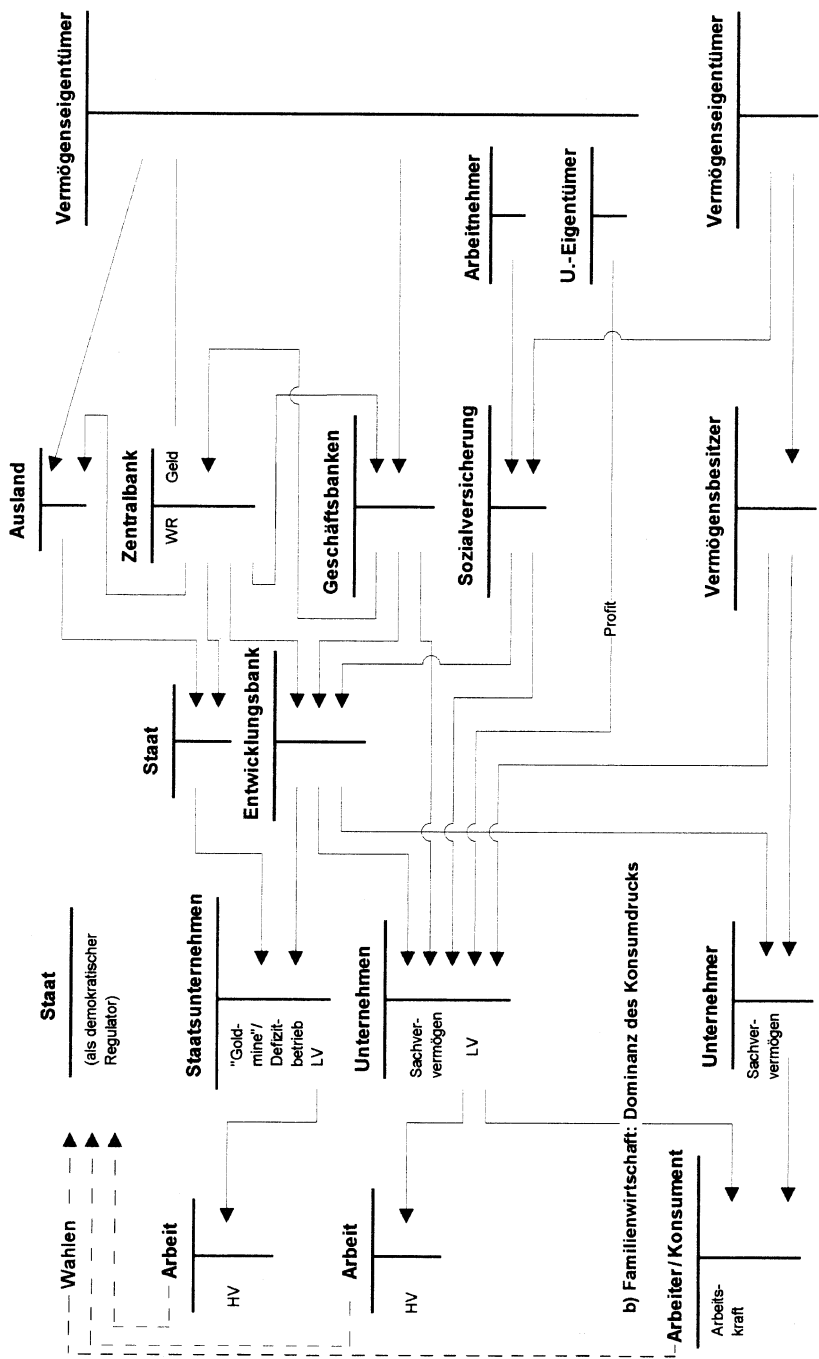 Ausland
Staat
Vermögenseigentümer
Wahlen
(als demokratischer
Regulator)
Zentralbank
WR
Geld
Staat
Arbeit
HV
Staatsunternehmen
"Gold-
mine"/
Defizit-
betrieb
LV
Entwicklungsbank
Geschäftsbanken
Arbeit
HV
Unternehmen
Sachver-
vermögen
LV
Sozialversicherung
Arbeitnehmer
U.-Eigentümer
Profit
b) Familienwirtschaft: Dominanz des Konsumdrucks
Arbeiter/Konsument
Arbeits-
kraft
Unternehmer
Sachver-
vermögen
Vermögensbesitzer
Vermögenseigentümer